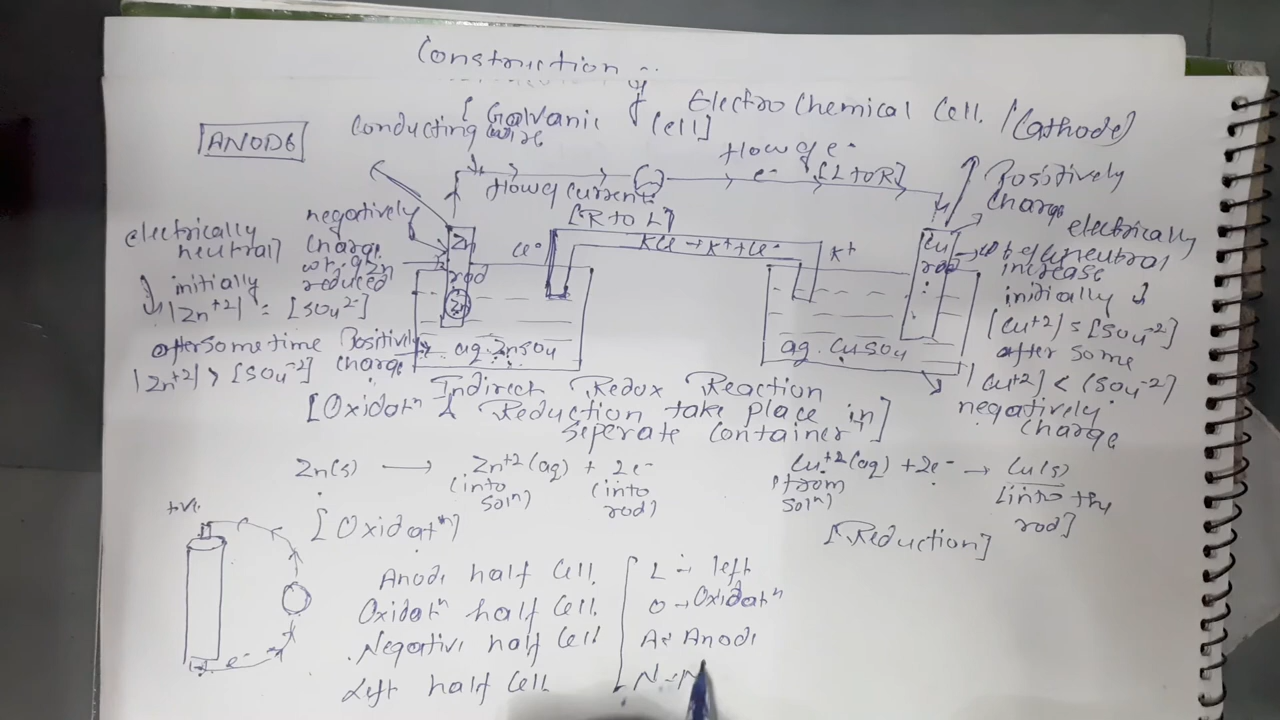 Construction of
Electro Chemical Cell / (Cathode)
[Galvanic Cell]
ANODE
Conducting wire
flow of e-
e- [L to R]
flow of current
[R to L]
Positively
charge
electrically
neutral
initially
|Zn+2| = [SO4 2-]
after some time Positively
charge
|Zn+2| > [SO4-2]
negatively
charge
wt. of Zn
reduced
Zn
rod
Zn
Cl-
KCl → K+ + Cl-
K+
Cu
rod
electrically
neutral
increase
initially
[Cu+2] = [SO4-2]
after some
|Cu+2| < (SO4-2]
negatively
charge
aq. ZnSO4
aq. CuSO4
Indirect Redox Reaction
[Oxidatn & Reduction take place in]
Seperate Container]
Zn(s) → Zn+2(aq) + 2e-
(into
soln)
(into
rod)
[Oxidatn]
Cu+2(aq) + 2e- → Cu(s)
(from
soln)
[into the
rod]
[Reduction]
+ve
e-
Anode half Cell
Oxidatn half Cell
Negative half Cell
Left half Cell
L → left
O → Oxidatn
A → Anode
N → N